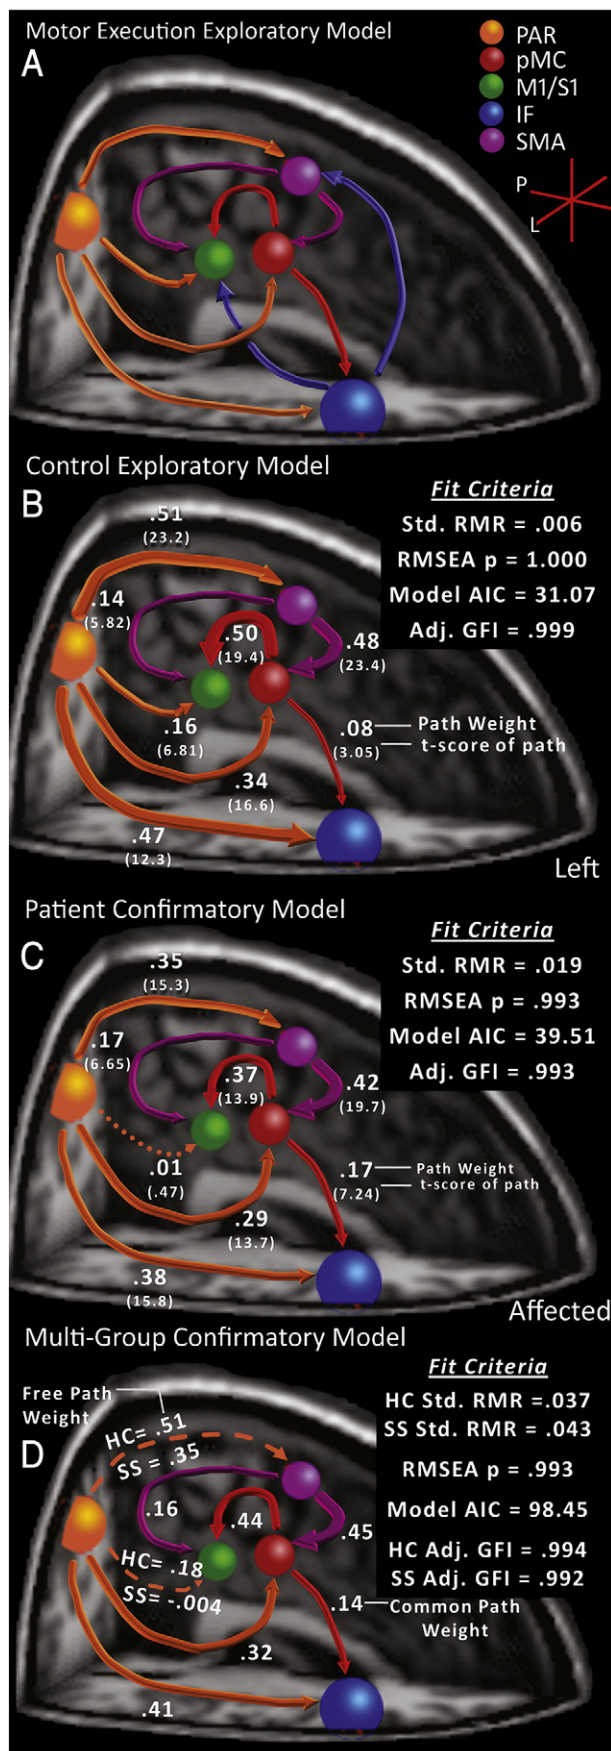 Motor Execution Exploratory Model
A
PAR
pMC
M1/S1
IF
SMA
P
L
Control Exploratory Model
B
Fit Criteria
Std. RMR = .006
RMSEA p = 1.000
Model AIC = 31.07
Adj. GFI = .999
.51
(23.2)
.14
(5.82)
.50
(19.4)
.48
(23.4)
.16
(6.81)
.08
(3.05)
Path Weight
t-score of path
.34
(16.6)
.47
(12.3)
Left
Patient Confirmatory Model
C
Fit Criteria
Std. RMR = .019
RMSEA p = .993
Model AIC = 39.51
Adj. GFI = .993
.35
(15.3)
.17
(6.65)
.37
(13.9)
.42
(19.7)
.01
(.47)
.17
(7.24)
Path Weight
t-score of path
.29
(13.7)
.38
(15.8)
Affected
Multi-Group Confirmatory Model
D
Fit Criteria
HC Std. RMR =.037
SS Std. RMR = .043
RMSEA p = .993
Model AIC = 98.45
HC Adj. GFI = .994
SS Adj. GFI = .992
Free Path
Weight
HC= .51
SS = .35
.16
.44
.45
HC= .18
SS= -.004
.14
Common Path
Weight
.32
.41